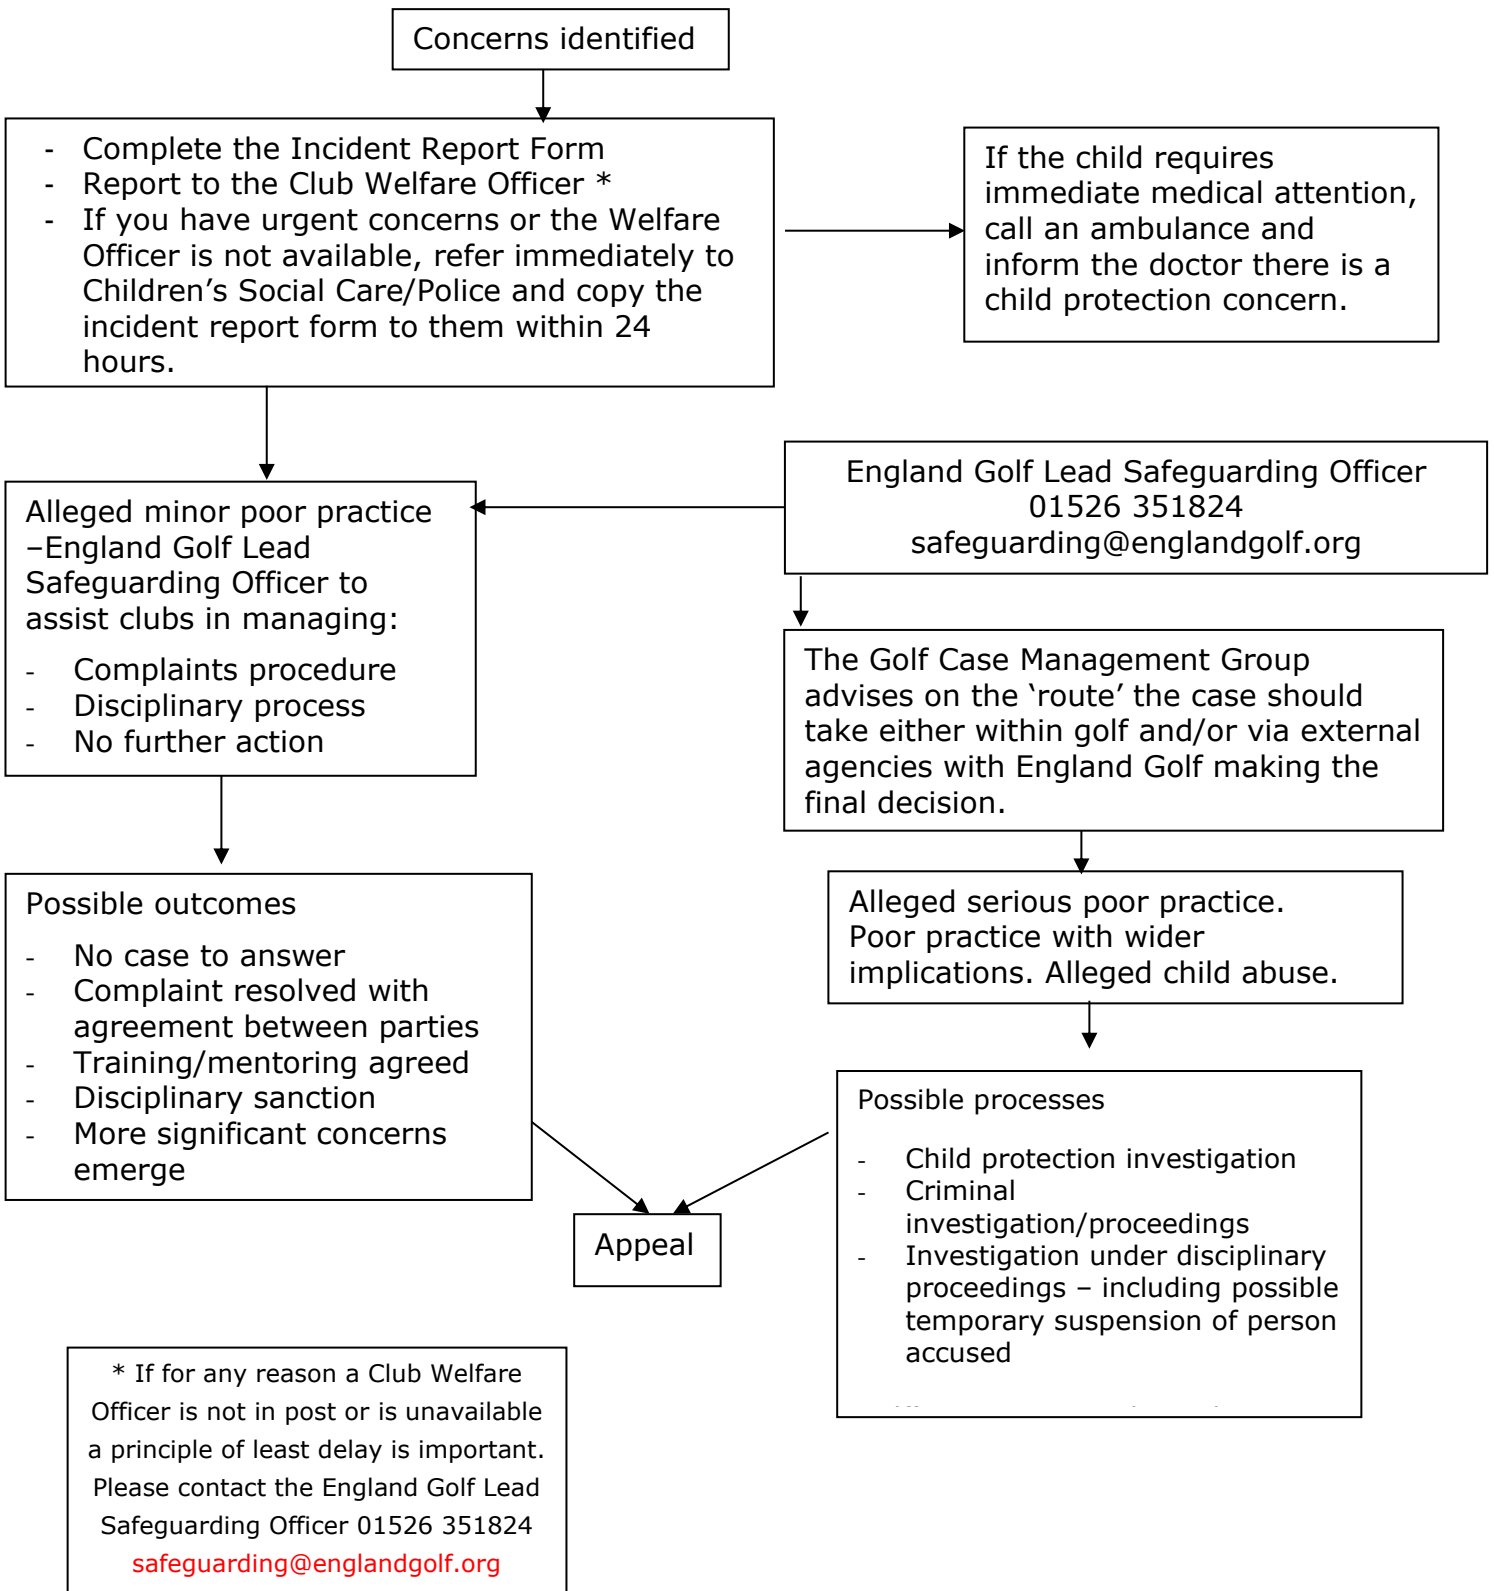 Concerns identified
- Complete the Incident Report Form
- Report to the Club Welfare Officer *
- If you have urgent concerns or the Welfare
Officer is not available, refer immediately to
Children’s Social Care/Police and copy the
incident report form to them within 24
hours.
If the child requires
immediate medical attention,
call an ambulance and
inform the doctor there is a
child protection concern.
England Golf Lead Safeguarding Officer
01526 351824
safeguarding@englandgolf.org
Alleged minor poor practice
–England Golf Lead
Safeguarding Officer to
assist clubs in managing:
- Complaints procedure
- Disciplinary process
- No further action
The Golf Case Management Group
advises on the ‘route’ the case should
take either within golf and/or via external
agencies with England Golf making the
final decision.
Possible outcomes
- No case to answer
- Complaint resolved with
agreement between parties
- Training/mentoring agreed
- Disciplinary sanction
- More significant concerns
emerge
Alleged serious poor practice.
Poor practice with wider
implications. Alleged child abuse.
Possible processes
- Child protection investigation
- Criminal
investigation/proceedings
- Investigation under disciplinary
proceedings – including possible
temporary suspension of person
accused
Appeal
* If for any reason a Club Welfare
Officer is not in post or is unavailable
a principle of least delay is important.
Please contact the England Golf Lead
Safeguarding Officer 01526 351824
safeguarding@englandgolf.org